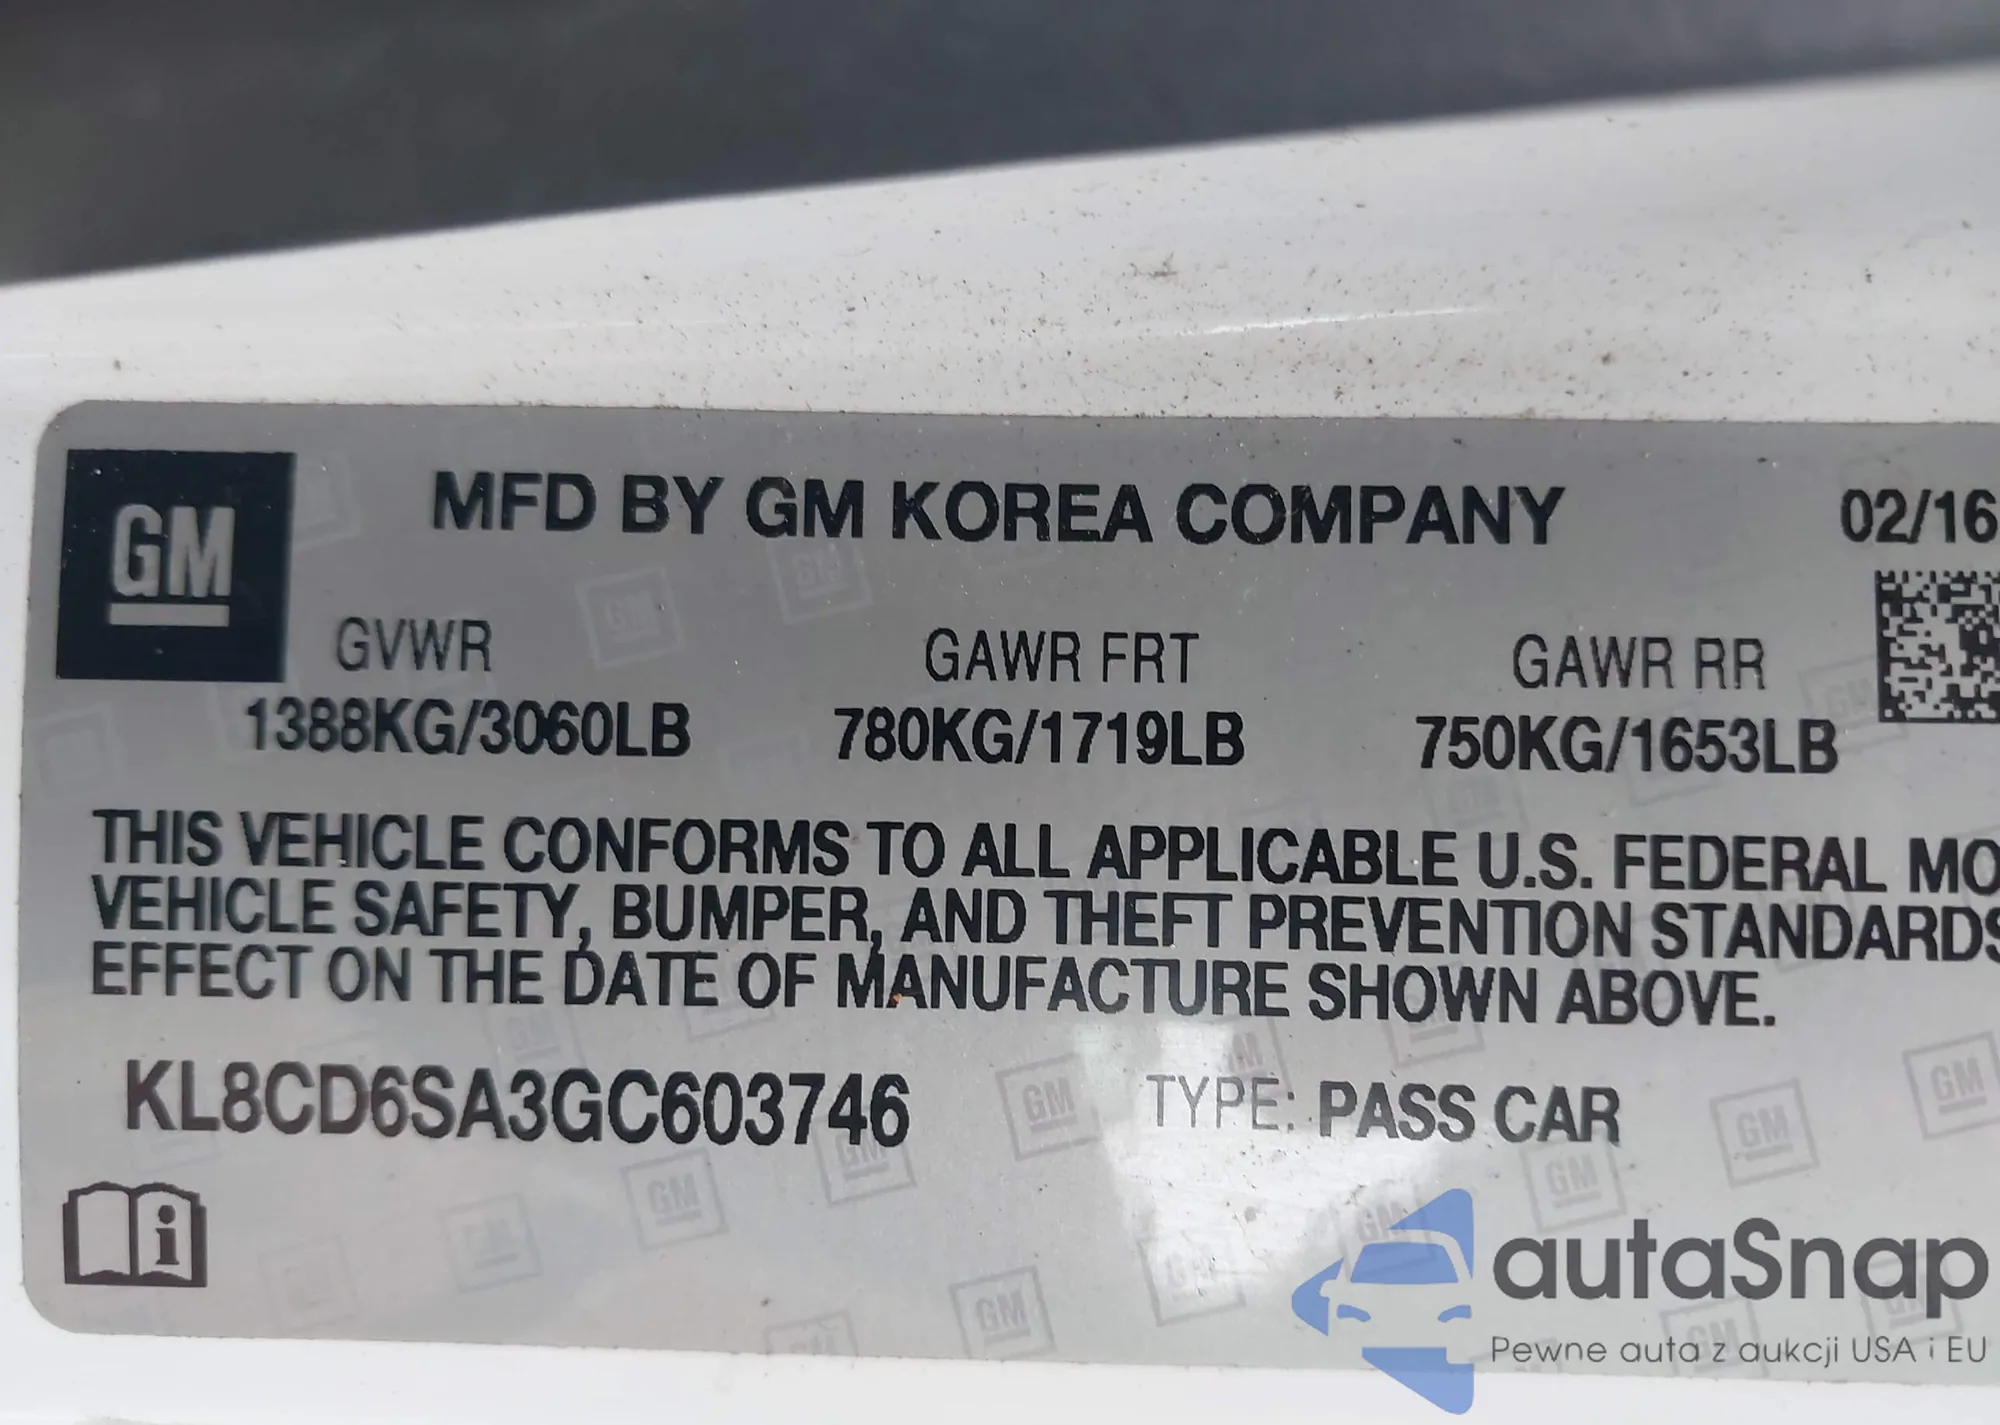 GM
MFD BY GM KOREA COMPANY 02/16
GVWR GAWR FRT GAWR RR
1388KG/3060LB 780KG/1719LB 750KG/1653LB
THIS VEHICLE CONFORMS TO ALL APPLICABLE U.S. FEDERAL MO
VEHICLE SAFETY, BUMPER, AND THEFT PREVENTION STANDARDS
EFFECT ON THE DATE OF MANUFACTURE SHOWN ABOVE.
KL8CD6SA3GC603746 TYPE: PASS CAR
autaSnap
Pewne auta z aukcji USA i EU